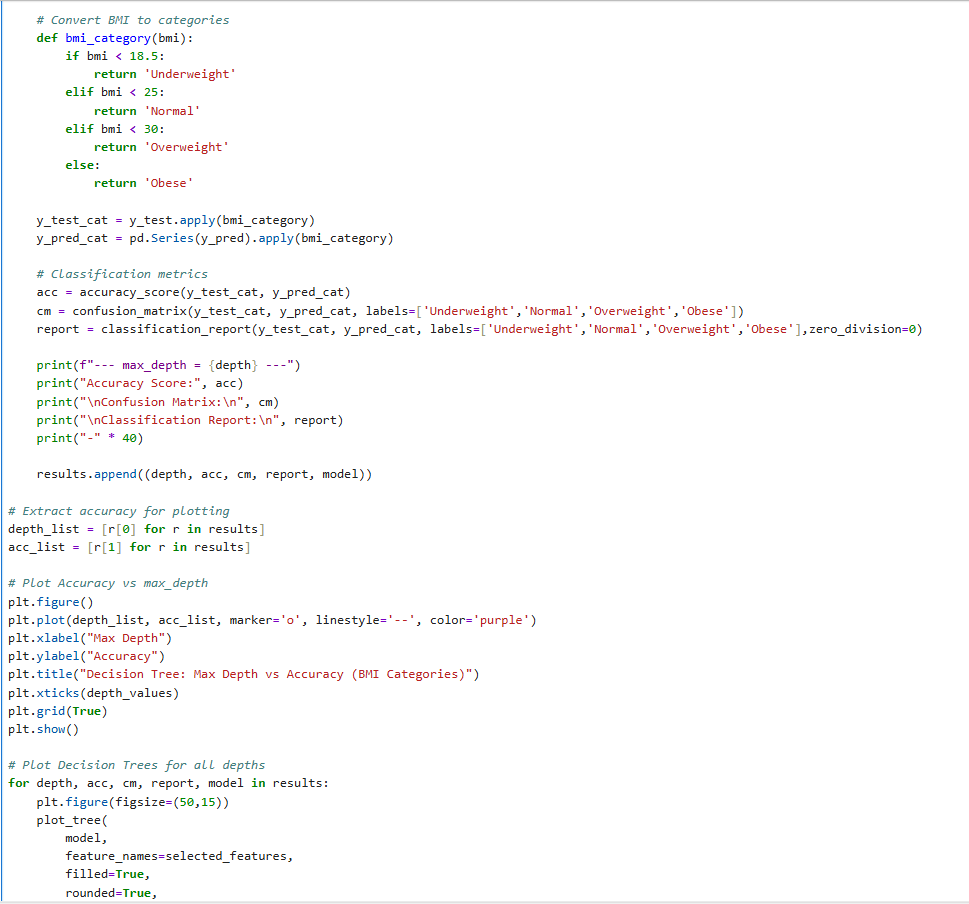 # Convert BMI to categories
def bmi_category(bmi):
if bmi < 18.5:
return 'Underweight'
elif bmi < 25:
return 'Normal'
elif bmi < 30:
return 'Overweight'
else:
return 'Obese'
y_test_cat = y_test.apply(bmi_category)
y_pred_cat = pd.Series(y_pred).apply(bmi_category)
# Classification metrics
acc = accuracy_score(y_test_cat, y_pred_cat)
cm = confusion_matrix(y_test_cat, y_pred_cat, labels=['Underweight','Normal','Overweight','Obese'])
report = classification_report(y_test_cat, y_pred_cat, labels=['Underweight','Normal','Overweight','Obese'],zero_division=0)
print(f"--- max_depth = {depth} ---")
print("Accuracy Score:", acc)
print("\nConfusion Matrix:\n", cm)
print("\nClassification Report:\n", report)
print("-" * 40)
results.append((depth, acc, cm, report, model))
# Extract accuracy for plotting
depth_list = [r[0] for r in results]
acc_list = [r[1] for r in results]
# Plot Accuracy vs max_depth
plt.figure()
plt.plot(depth_list, acc_list, marker='o', linestyle='--', color='purple')
plt.xlabel("Max Depth")
plt.ylabel("Accuracy")
plt.title("Decision Tree: Max Depth vs Accuracy (BMI Categories)")
plt.xticks(depth_values)
plt.grid(True)
plt.show()
# Plot Decision Trees for all depths
for depth, acc, cm, report, model in results:
plt.figure(figsize=(50,15))
plot_tree(
model,
feature_names=selected_features,
filled=True,
rounded=True,